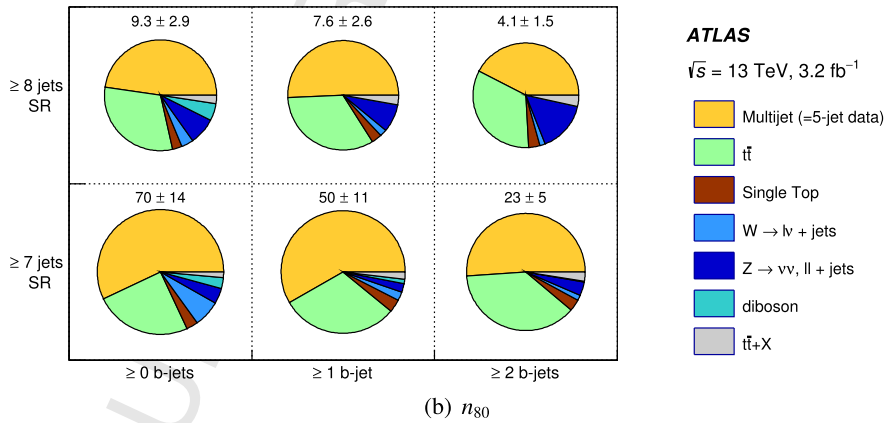 9.3 ± 2.9
7.6 ± 2.6
4.1 ± 1.5
≥ 8 jets
SR
70 ± 14
50 ± 11
23 ± 5
≥ 7 jets
SR
≥ 0 b-jets
≥ 1 b-jet
≥ 2 b-jets
ATLAS
√s = 13 TeV, 3.2 fb⁻¹
Multijet (=5-jet data)
tt̄
Single Top
W → lν + jets
Z → νν, ll + jets
diboson
tt̄+X
(b) n₈₀